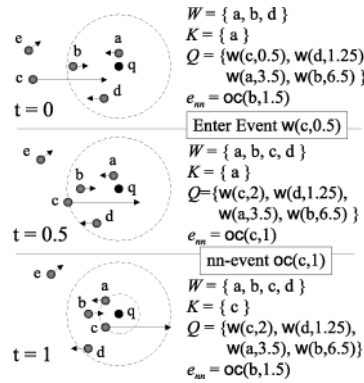 e
a
b
q
c
d
t = 0
W = { a, b, d }
K = { a }
Q = {w(c,0.5), w(d,1.25)
w(a,3.5), w(b,6.5) }
e_nn = oc(b,1.5)
Enter Event w(c,0.5)
e
a
b
q
c
d
t = 0.5
W = { a, b, c, d }
K = { a }
Q={w(c,2), w(d,1.25),
w(a,3.5), w(b,6.5) }
e_nn = oc(c,1)
nn-event oc(c,1)
e
a
b
q
c
d
t = 1
W = { a, b, c, d }
K = { c }
Q = {w(c,2), w(d,1.25),
w(a,3.5), w(b,6.5)}
e_nn = oc(b,1.5)